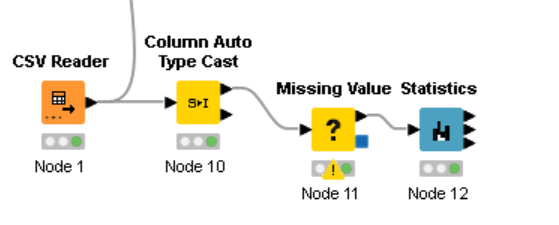 Column Auto
Type Cast
CSV Reader
Missing Value
Statistics
S▸I
?
!
Node 1
Node 10
Node 11
Node 12